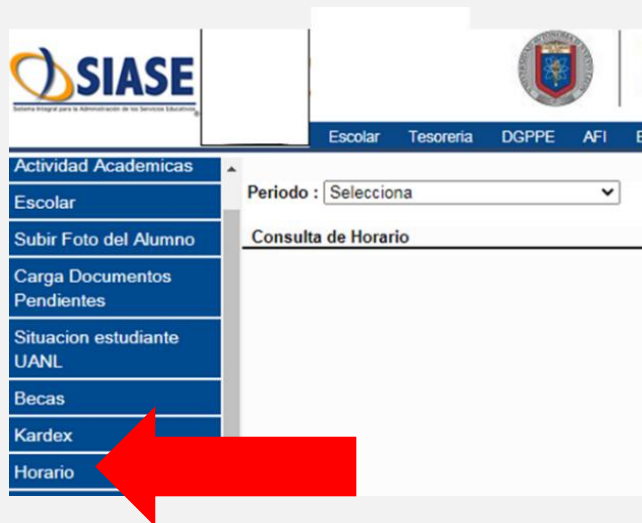 SIASE
Sistema Integral para la Administración de los Servicios Educativos
Escolar Tesoreria DGPPE AFI
Actividad Academicas
Escolar
Subir Foto del Alumno
Carga Documentos
Pendientes
Situacion estudiante
UANL
Becas
Kardex
Horario
Periodo : Selecciona
Consulta de Horario